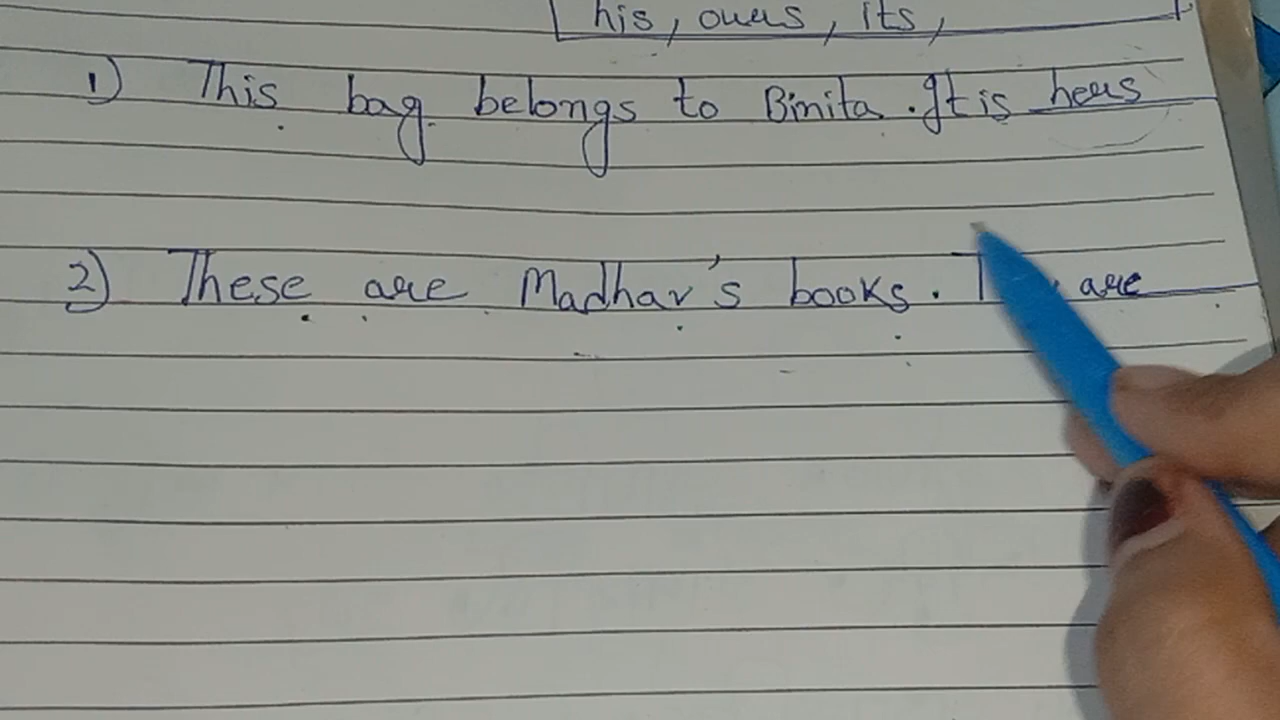 his, ours, its,
1) This bag belongs to Binita. It is hers
2) These are Madhav's books. are